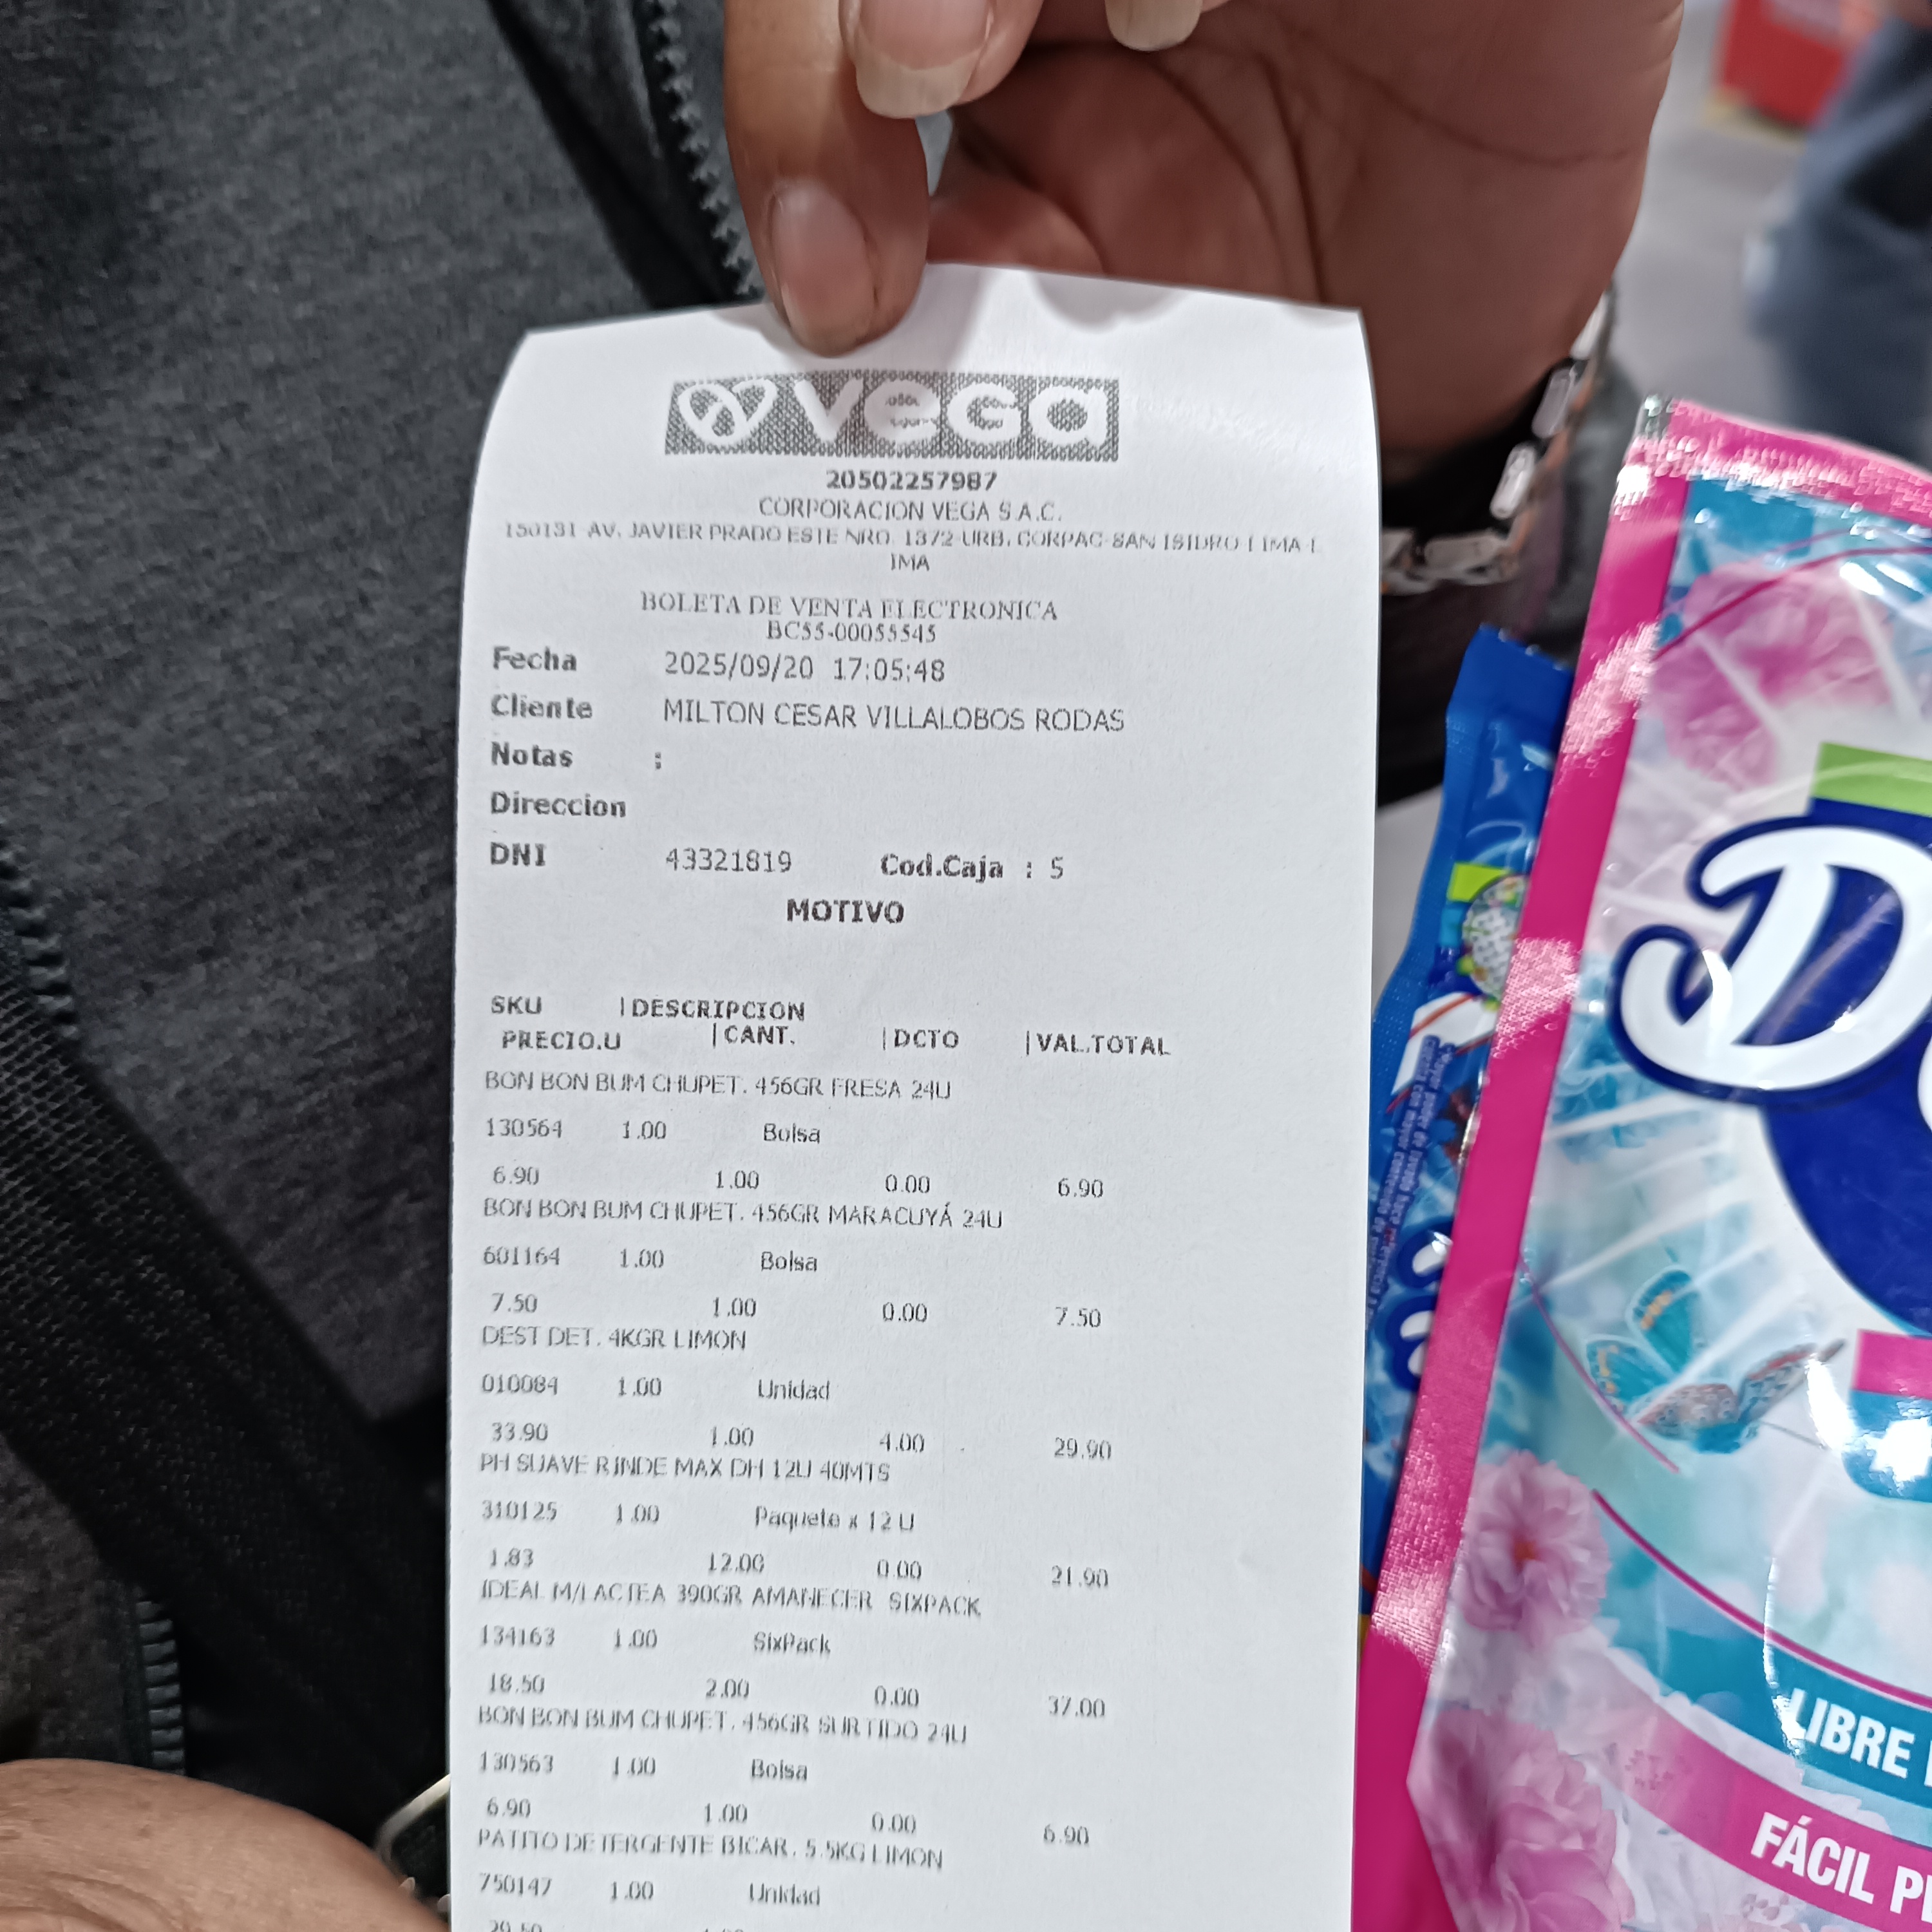 vega
20502257987
CORPORACION VEGA S.A.C.
150131-AV. JAVIER PRADO ESTE NRO. 1372-URB. CORPAC-SAN ISIDRO-LIMA-L
IMA
BOLETA DE VENTA ELECTRONICA
BC55-00055545
Fecha 2025/09/20 17:05:48
Cliente MILTON CESAR VILLALOBOS RODAS
Notas :
Direccion
DNI 43321819 Cod.Caja : 5
MOTIVO
SKU |DESCRIPCION
PRECIO.U |CANT. |DCTO |VAL.TOTAL
BON BON BUM CHUPET. 456GR FRESA 24U
130564 1.00 Bolsa
6.90 1.00 0.00 6.90
BON BON BUM CHUPET. 456GR MARACUYÁ 24U
601164 1.00 Bolsa
7.50 1.00 0.00 7.50
DEST DET. 4KGR LIMON
010084 1.00 Unidad
33.90 1.00 4.00 29.90
PH SUAVE RINDE MAX DH 12U 40MTS
310125 1.00 Paquete x 12 U
1.83 12.00 0.00 21.90
IDEAL M/LACTEA 390GR AMANECER SIXPACK
134163 1.00 SixPack
18.50 2.00 0.00 37.00
BON BON BUM CHUPET. 456GR SURTIDO 24U
130563 1.00 Bolsa
6.90 1.00 0.00 6.90
PATITO DETERGENTE BICAR. 5.5KG LIMON
750147 1.00 Unidad
LIBRE
FÁCIL